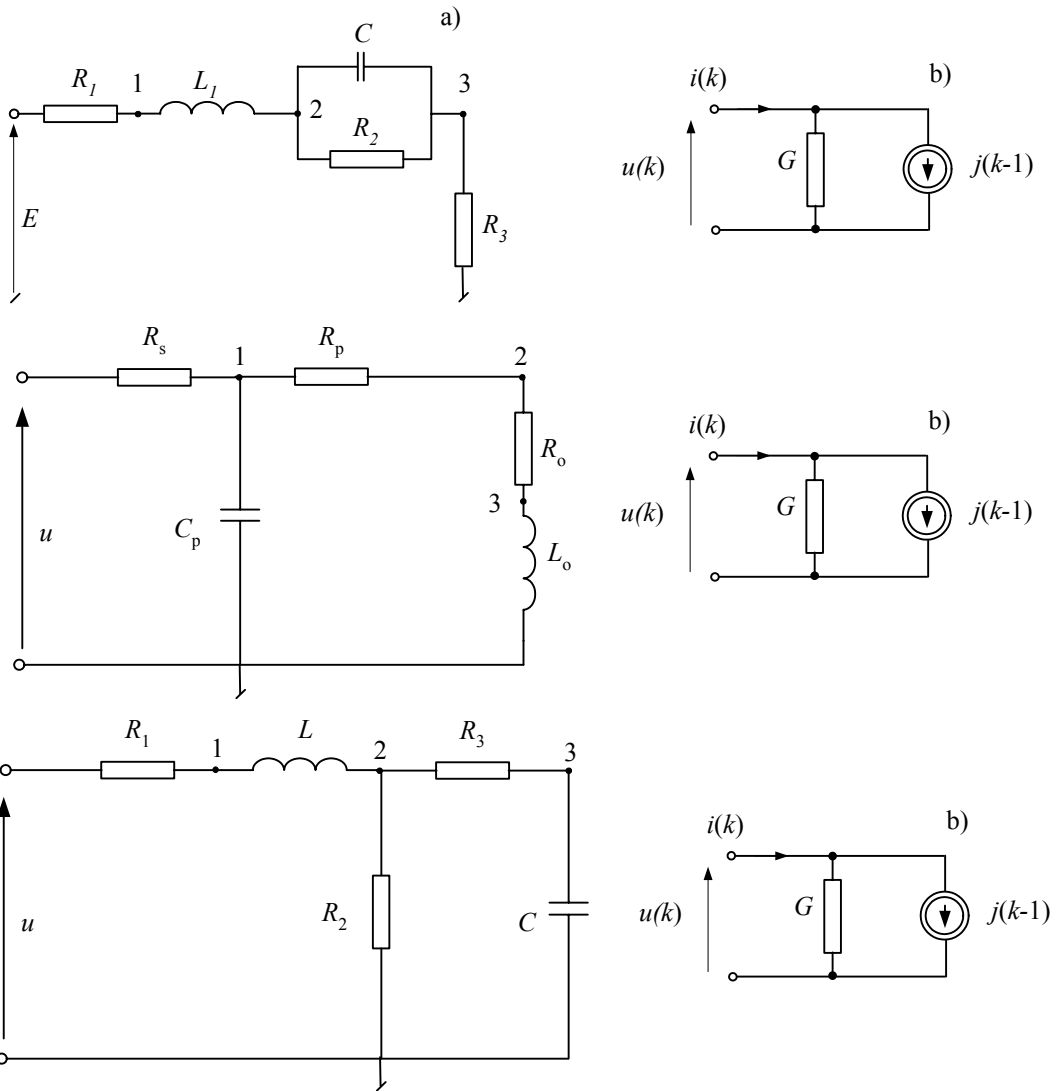 a)
C
R1 1 L1 2 R2 3
E
R3
b)
i(k)
u(k) G j(k-1)
Rs 1 Rp 2
Ro
3
u Cp Lo
b)
i(k)
u(k) G j(k-1)
R1 1 L 2 R3 3
u R2 C
b)
i(k)
u(k) G j(k-1)